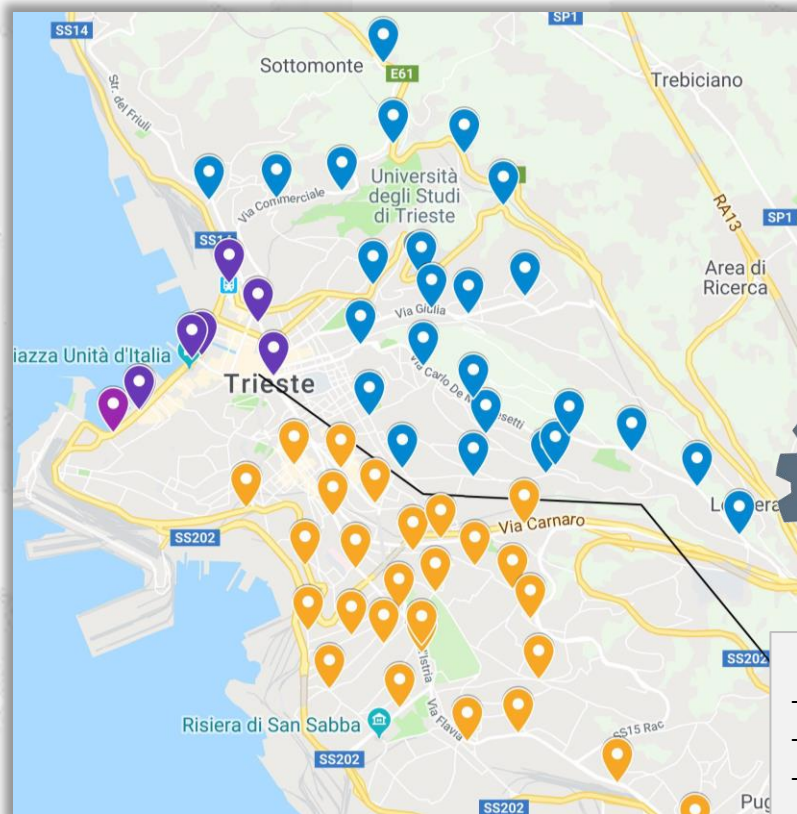 SS14
SP1
Sottomonte
E61
Trebiciano
Str. del Friuli
Università
degli Studi
di Trieste
Via Commerciale
RA13
SP1
SS14
Area di
Ricerca
Via Giulia
iazza Unità d'Italia
Trieste
Via Carlo De
esetti
SS202
Via Carnaro
SS202
l'Istria
Risiera di San Sabba
Via Flavia
SS15 Rac
SS202
SS202
Pug